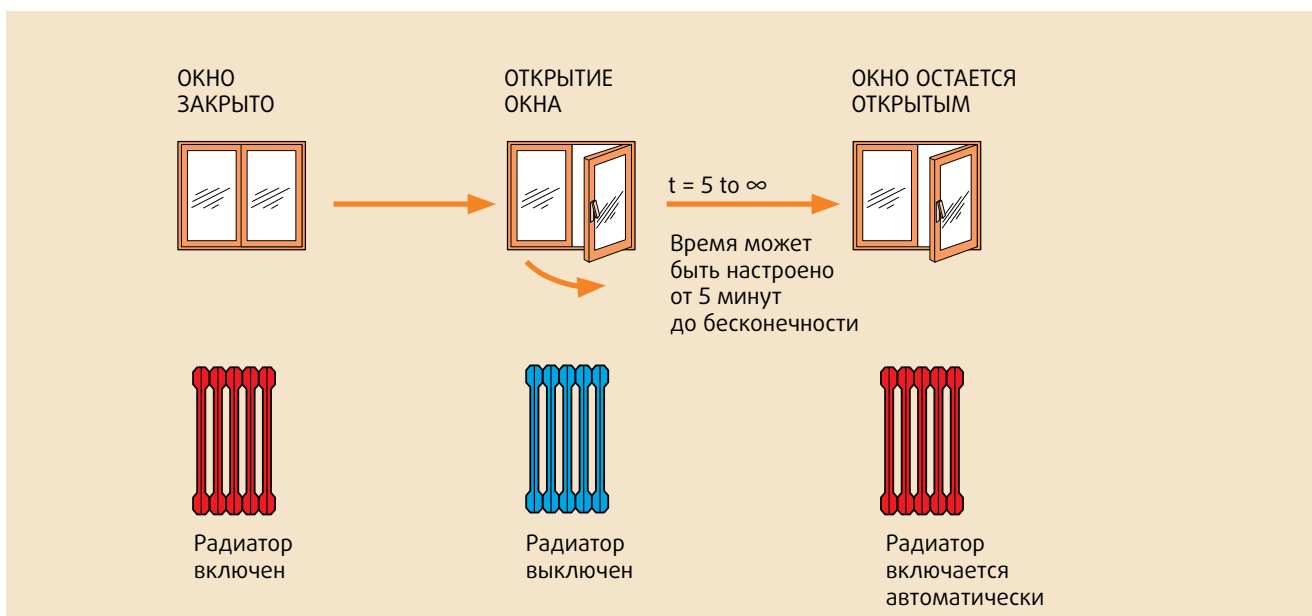 ОКНО
ЗАКРЫТО
ОТКРЫТИЕ
ОКНА
ОКНО ОСТАЕТСЯ
ОТКРЫТЫМ
t = 5 to ∞
Время может
быть настроено
от 5 минут
до бесконечности
Радиатор
включен
Радиатор
выключен
Радиатор
включается
автоматически